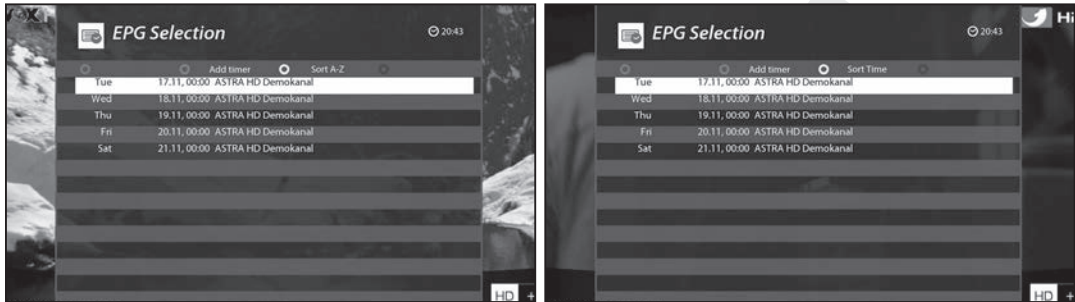 EPG Selection
20:43
Add timer Sort A-Z
Tue 17.11, 00:00 ASTRA HD Demokanal
Wed 18.11, 00:00 ASTRA HD Demokanal
Thu 19.11, 00:00 ASTRA HD Demokanal
Fri 20.11, 00:00 ASTRA HD Demokanal
Sat 21.11, 00:00 ASTRA HD Demokanal
HD +
Hi
EPG Selection
20:43
Add timer Sort Time
Tue 17.11, 00:00 ASTRA HD Demokanal
Wed 18.11, 00:00 ASTRA HD Demokanal
Thu 19.11, 00:00 ASTRA HD Demokanal
Fri 20.11, 00:00 ASTRA HD Demokanal
Sat 21.11, 00:00 ASTRA HD Demokanal
HD +